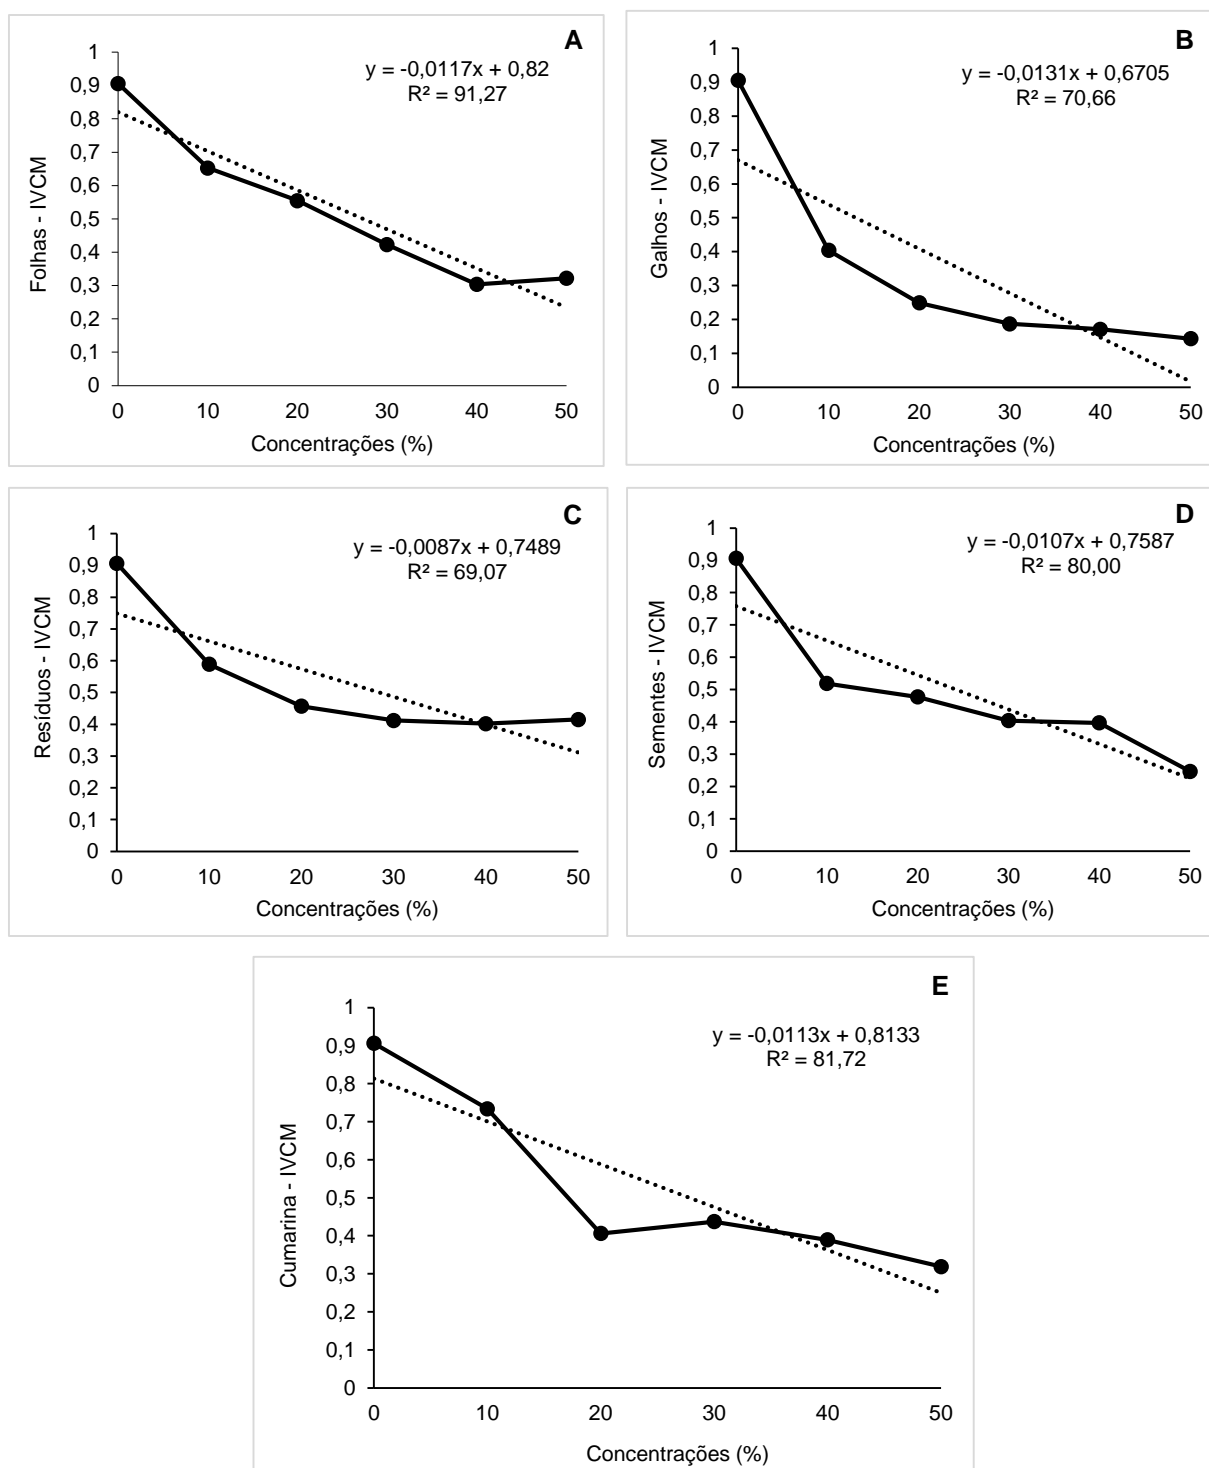 A
y = -0,0117x + 0,82
R² = 91,27
Folhas - IVCM
1
0,9
0,8
0,7
0,6
0,5
0,4
0,3
0,2
0,1
0
0 10 20 30 40 50
Concentrações (%)
B
y = -0,0131x + 0,6705
R² = 70,66
Galhos - IVCM
1
0,9
0,8
0,7
0,6
0,5
0,4
0,3
0,2
0,1
0
0 10 20 30 40 50
Concentrações (%)
C
y = -0,0087x + 0,7489
R² = 69,07
Resíduos - IVCM
1
0,9
0,8
0,7
0,6
0,5
0,4
0,3
0,2
0,1
0
0 10 20 30 40 50
Concentrações (%)
D
y = -0,0107x + 0,7587
R² = 80,00
Sementes - IVCM
1
0,9
0,8
0,7
0,6
0,5
0,4
0,3
0,2
0,1
0
0 10 20 30 40 50
Concentrações (%)
E
y = -0,0113x + 0,8133
R² = 81,72
Cumarina - IVCM
1
0,9
0,8
0,7
0,6
0,5
0,4
0,3
0,2
0,1
0
0 10 20 30 40 50
Concentrações (%)